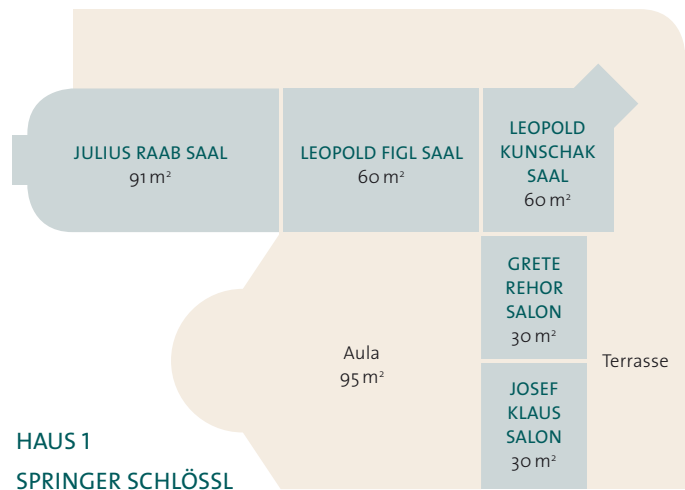 JULIUS RAAB SAAL
91 m²
LEOPOLD FIGL SAAL
60 m²
LEOPOLD
KUNSCHAK
SAAL
60 m²
GRETE
REHOR
SALON
30 m²
Aula
95 m²
Terrasse
JOSEF
KLAUS
SALON
30 m²
HAUS 1
SPRINGER SCHLÖSSL